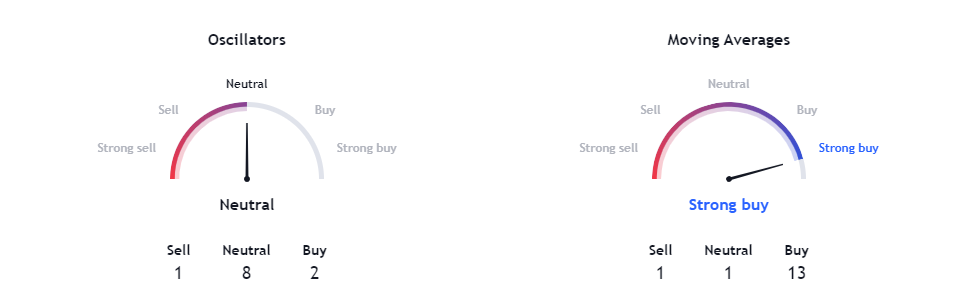 Oscillators
Neutral
Sell
Buy
Strong sell
Strong buy
Neutral
Sell Neutral Buy
1 8 2
Moving Averages
Neutral
Sell
Buy
Strong sell
Strong buy
Strong buy
Sell Neutral Buy
1 1 13